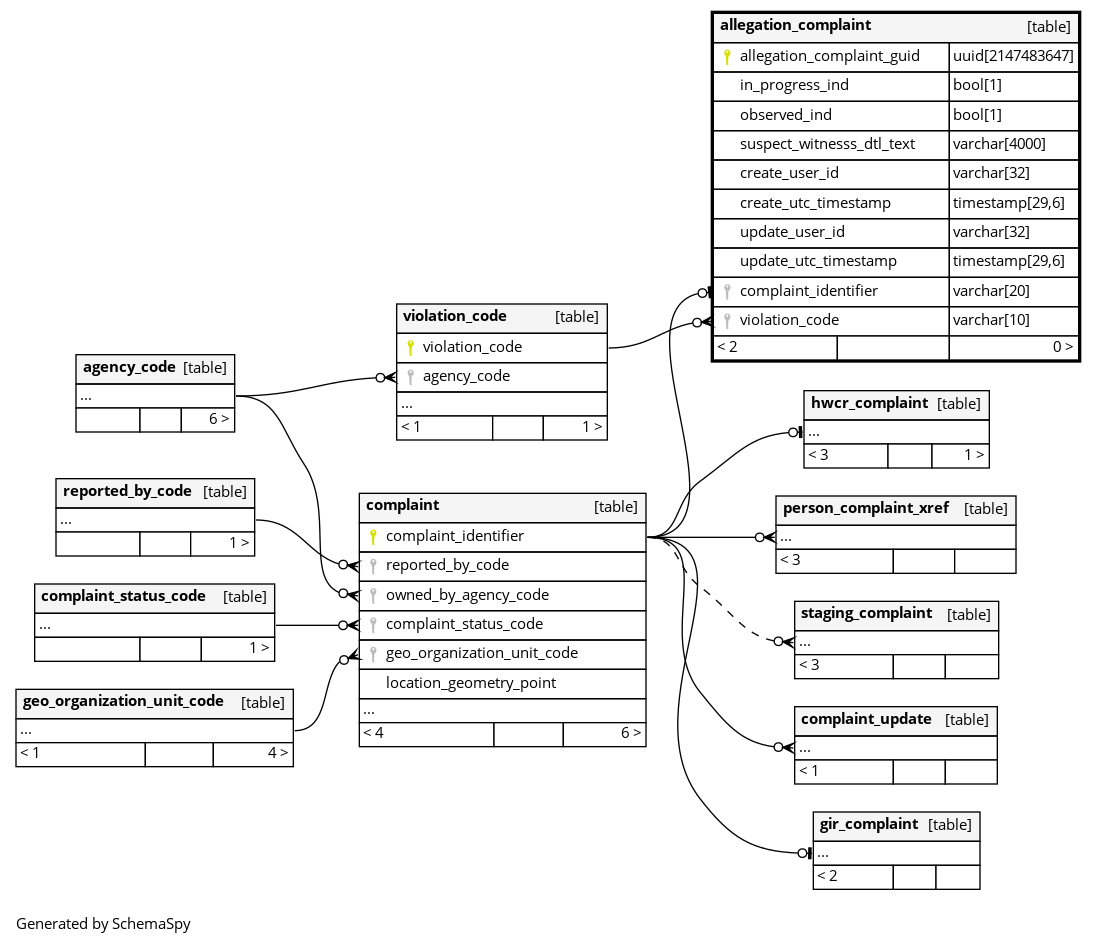 allegation_complaint [table]
allegation_complaint_guid uuid[2147483647]
in_progress_ind bool[1]
observed_ind bool[1]
suspect_witnesss_dtl_text varchar[4000]
create_user_id varchar[32]
create_utc_timestamp timestamp[29,6]
update_user_id varchar[32]
update_utc_timestamp timestamp[29,6]
complaint_identifier varchar[20]
violation_code varchar[10]
< 2 0 >
violation_code [table]
violation_code
agency_code
...
< 1 1 >
agency_code [table]
...
6 >
hwcr_complaint [table]
...
< 3 1 >
reported_by_code [table]
...
1 >
complaint [table]
complaint_identifier
reported_by_code
owned_by_agency_code
complaint_status_code
geo_organization_unit_code
location_geometry_point
...
< 4 6 >
person_complaint_xref [table]
...
< 3
complaint_status_code [table]
...
1 >
staging_complaint [table]
...
< 3
geo_organization_unit_code [table]
...
< 1 4 >
complaint_update [table]
...
< 1
gir_complaint [table]
...
< 2
Generated by SchemaSpy